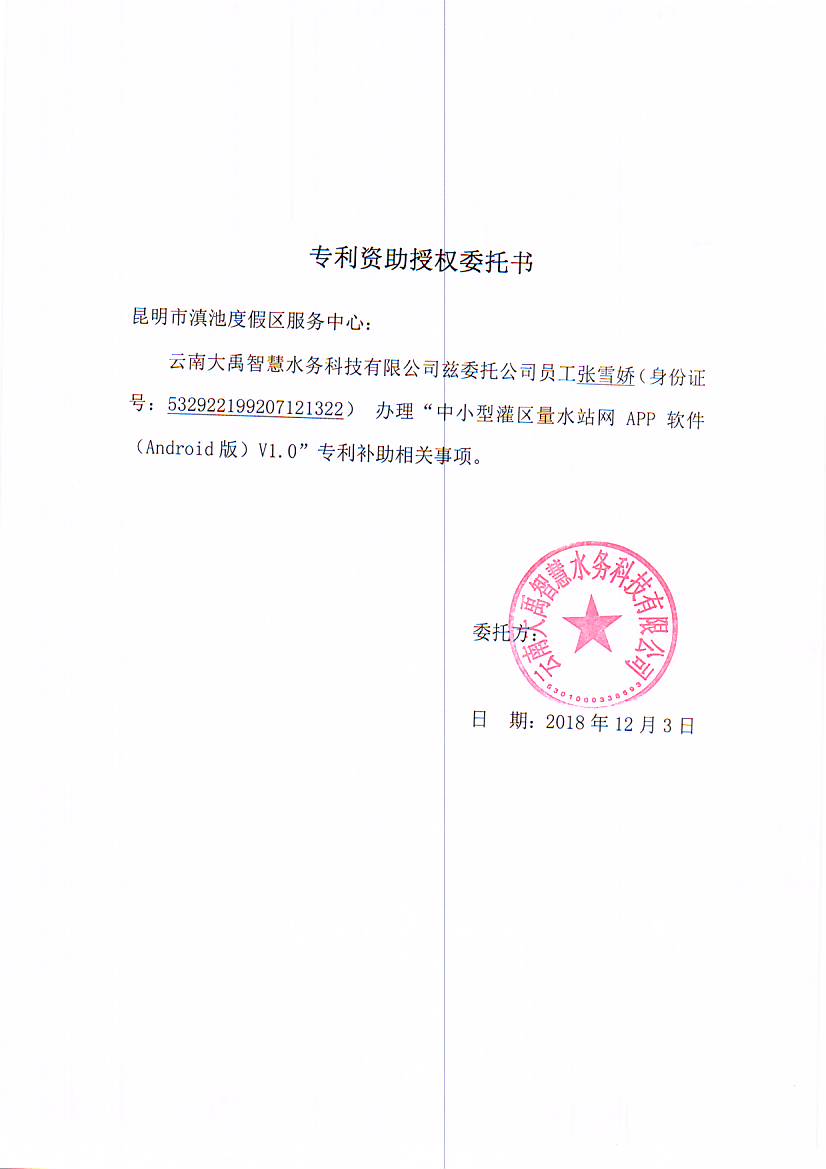 专利资助授权委托书
昆明市滇池度假区服务中心：
云南大禹智慧水务科技有限公司兹委托公司员工张雪娇（身份证
号：532922199207121322） 办理“中小型灌区量水站网 APP 软件
（Android 版）V1.0”专利补助相关事项。
云南大禹智慧水务科技有限公司
委托方：
日 期：2018 年 12 月 3 日